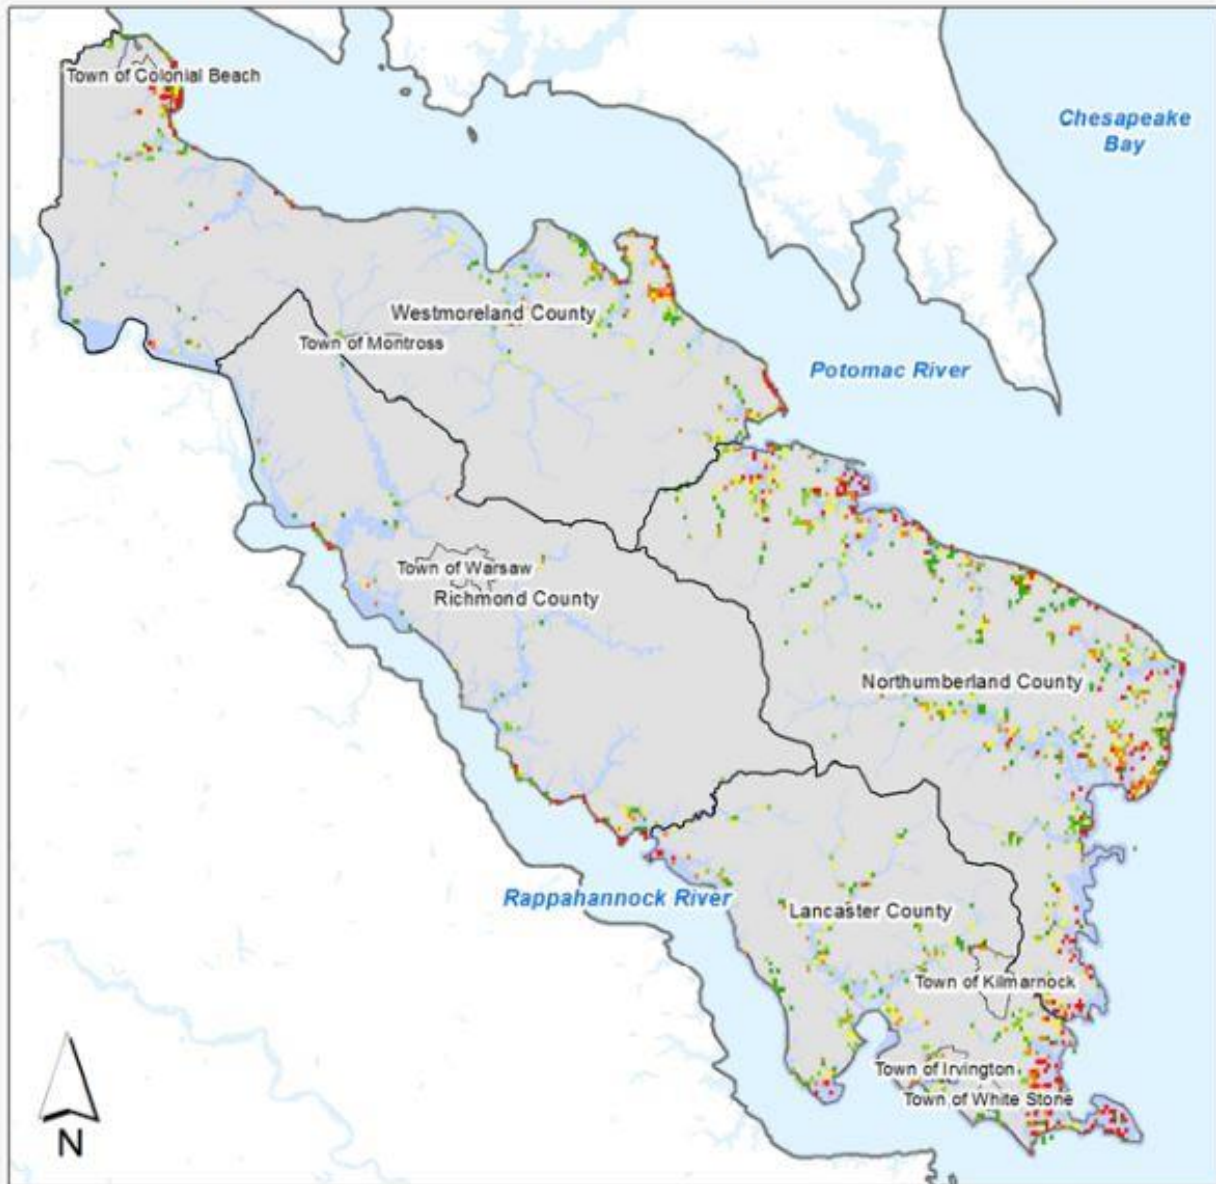 Town of Colonial Beach
Chesapeake
Bay
Westmoreland County
Town of Montross
Potomac River
Town of Warsaw
Richmond County
Northumberland County
Rappahannock River
Lancaster County
Town of Kilmarnock
Town of Irvington
Town of White Stone
N